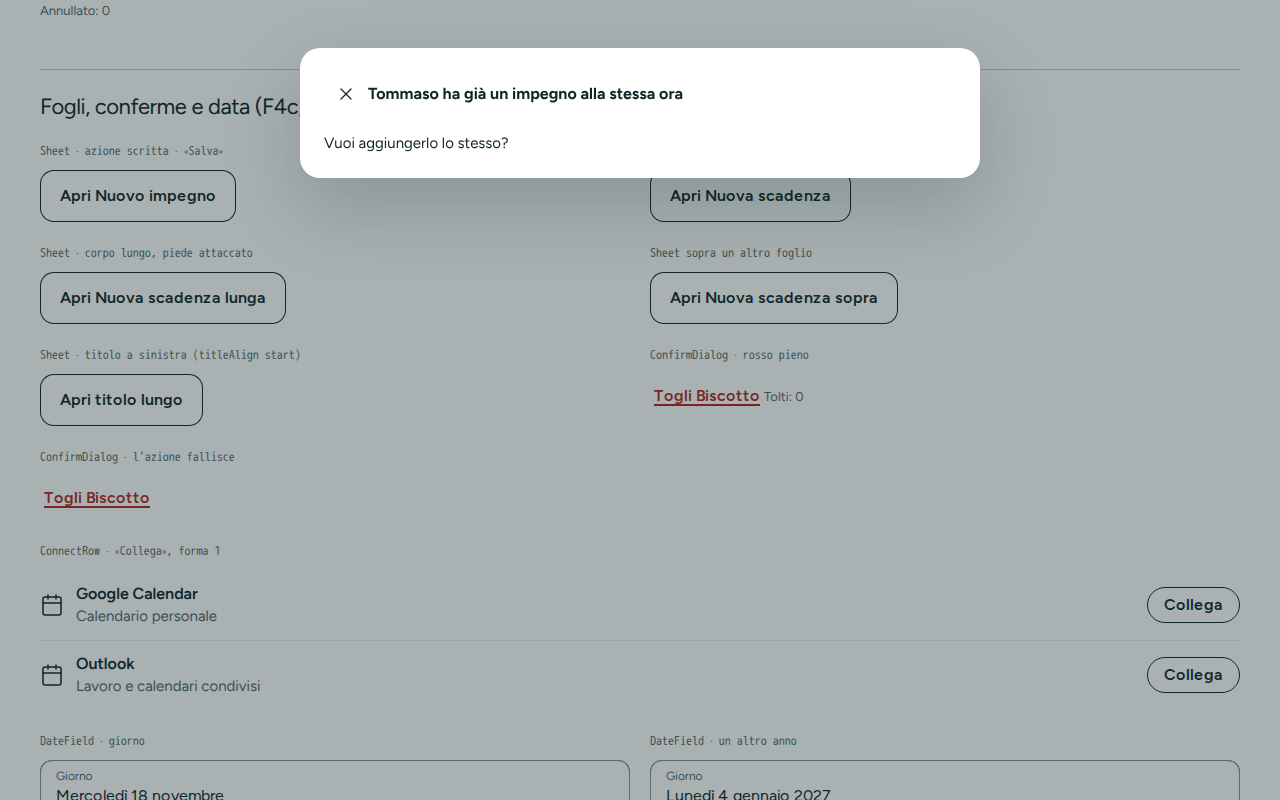 Annullato: 0
Tommaso ha già un impegno alla stessa ora
Vuoi aggiungerlo lo stesso?
Fogli, conferme e data (F4c,
Sheet · azione scritta · «Salva»
Apri Nuovo impegno
Apri Nuova scadenza
Sheet · corpo lungo, piede attaccato
Sheet sopra un altro foglio
Apri Nuova scadenza lunga
Apri Nuova scadenza sopra
Sheet · titolo a sinistra (titleAlign start)
ConfirmDialog · rosso pieno
Apri titolo lungo
Togli Biscotto Tolti: 0
ConfirmDialog · l'azione fallisce
Togli Biscotto
ConnectRow · «Collega», forma 1
Google Calendar
Calendario personale
Collega
Outlook
Lavoro e calendari condivisi
Collega
DateField · giorno
DateField · un altro anno
Giorno
Mercoledì 18 novembre
Giorno
Lunedì 4 gennaio 2027